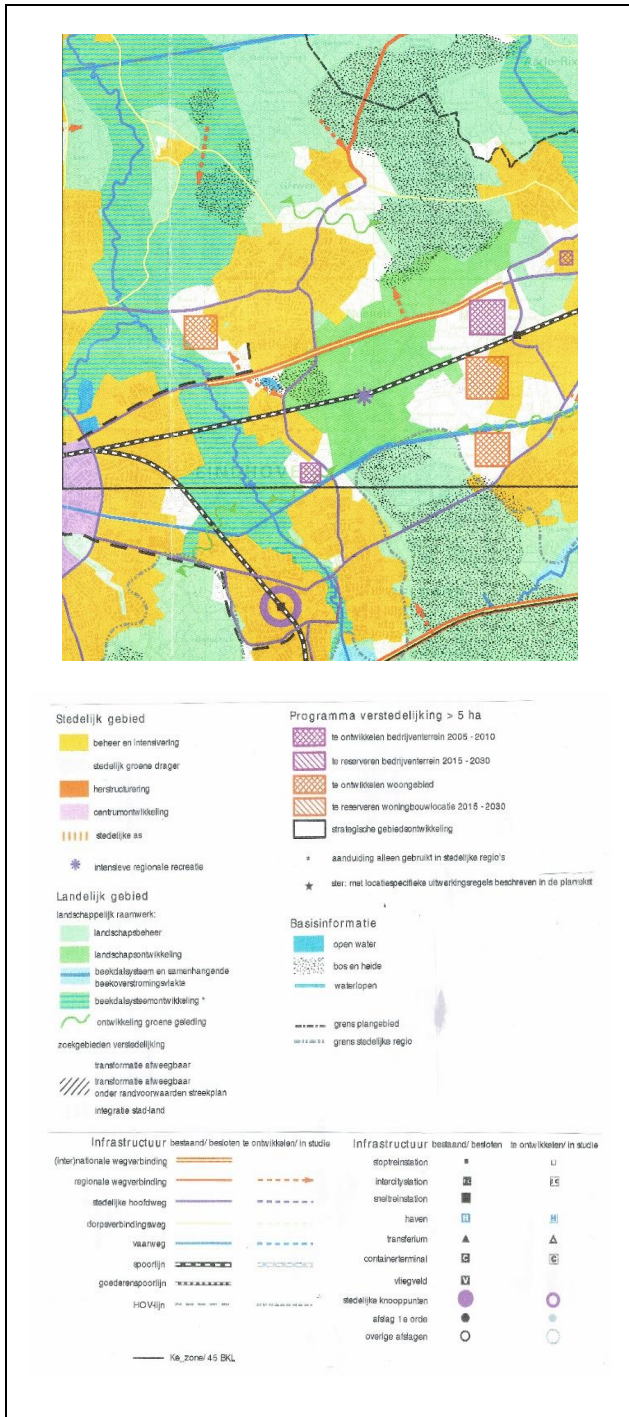 Stedelijk gebied
beheer en intensivering
stedelijk groene drager
herstructurering
centrumontwikkeling
stedelijke as
intensieve regionale recreatie
Landelijk gebied
landschappelijk raamwerk:
landschapsbeheer
landschapsontwikkeling
beekdalsysteem en samenhangende
beekoverstromingsvlakte
beekdalsysteemontwikkeling *
ontwikkeling groene geleding
zoekgebieden verstedelijking
transformatie afweegbaar
transformatie afweegbaar
onder randvoorwaarden streekplan
integratie stad-land
Programma verstedelijking > 5 ha
te ontwikkelen bedrijventerrein 2005 - 2010
te reserveren bedrijventerrein 2015 - 2030
te ontwikkelen woongebied
te reserveren woningbouwlocatie 2015 - 2030
strategische gebiedsontwikkeling
* aanduiding alleen gebruikt in stedelijke regio's
ster: met locatiespecifieke uitwerkingsregels beschreven in de plantekst
Basisinformatie
open water
bos en heide
waterlopen
grens plangebied
grens stedelijke regio
Infrastructuur bestaand/ besloten te ontwikkelen/ in studie
(inter)nationale wegverbinding
regionale wegverbinding
stedelijke hoofdweg
dorpsverbindingsweg
vaarweg
spoorlijn
goederenspoorlijn
HOV-lijn
Ke_zone/ 45 BKL
Infrastructuur bestaand/ besloten te ontwikkelen/ in studie
stoptreinstation
intercitystation
sneltreinstation
haven H H
transferium
containerterminal C C
vliegveld V
stedelijke knooppunten
afslag 1e orde
overige afslagen